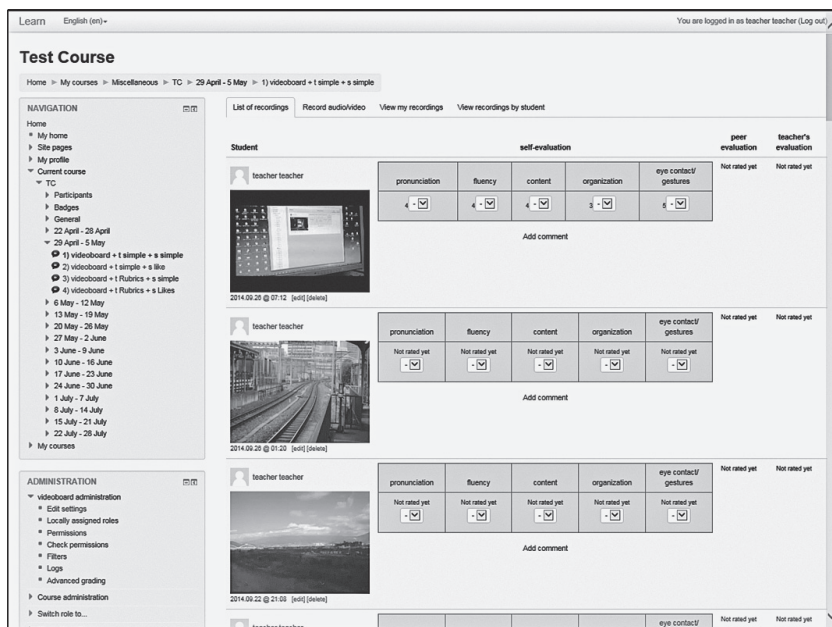 Learn English (en)
You are logged in as teacher teacher (Log out)
Test Course
Home My courses Miscellaneous TC 29 April - 5 May 1) videoboard + t simple + s simple
NAVIGATION
Home
My home
Site pages
My profile
Current course
TC
Participants
Badges
General
22 April - 28 April
29 April - 5 May
1) videoboard + t simple + s simple
2) videoboard + t simple + s like
3) videoboard + t Rubrics + s simple
4) videoboard + t Rubrics + s Likes
6 May - 12 May
13 May - 19 May
20 May - 26 May
27 May - 2 June
3 June - 9 June
10 June - 16 June
17 June - 23 June
24 June - 30 June
1 July - 7 July
8 July - 14 July
15 July - 21 July
22 July - 28 July
My courses
ADMINISTRATION
videoboard administration
Edit settings
Locally assigned roles
Permissions
Check permissions
Filters
Logs
Advanced grading
Course administration
Switch role to...
List of recordings Record audio/video View my recordings View recordings by student
Student self-evaluation peer evaluation teacher's evaluation
teacher teacher
pronunciation fluency content organization eye contact/ gestures
Not rated yet Not rated yet
4 - 4 - 4 - 3 - 5 -
Add comment
2014.09.26 @ 07:12 [edit] [delete]
teacher teacher
pronunciation fluency content organization eye contact/ gestures
Not rated yet Not rated yet
Not rated yet Not rated yet Not rated yet Not rated yet Not rated yet
- - - - -
Add comment
2014.09.26 @ 01:20 [edit] [delete]
teacher teacher
pronunciation fluency content organization eye contact/ gestures
Not rated yet Not rated yet
Not rated yet Not rated yet Not rated yet Not rated yet Not rated yet
- - - - -
Add comment
2014.09.22 @ 21:08 [edit] [delete]
teacher teacher
eye contact/
Not rated yet Not rated yet